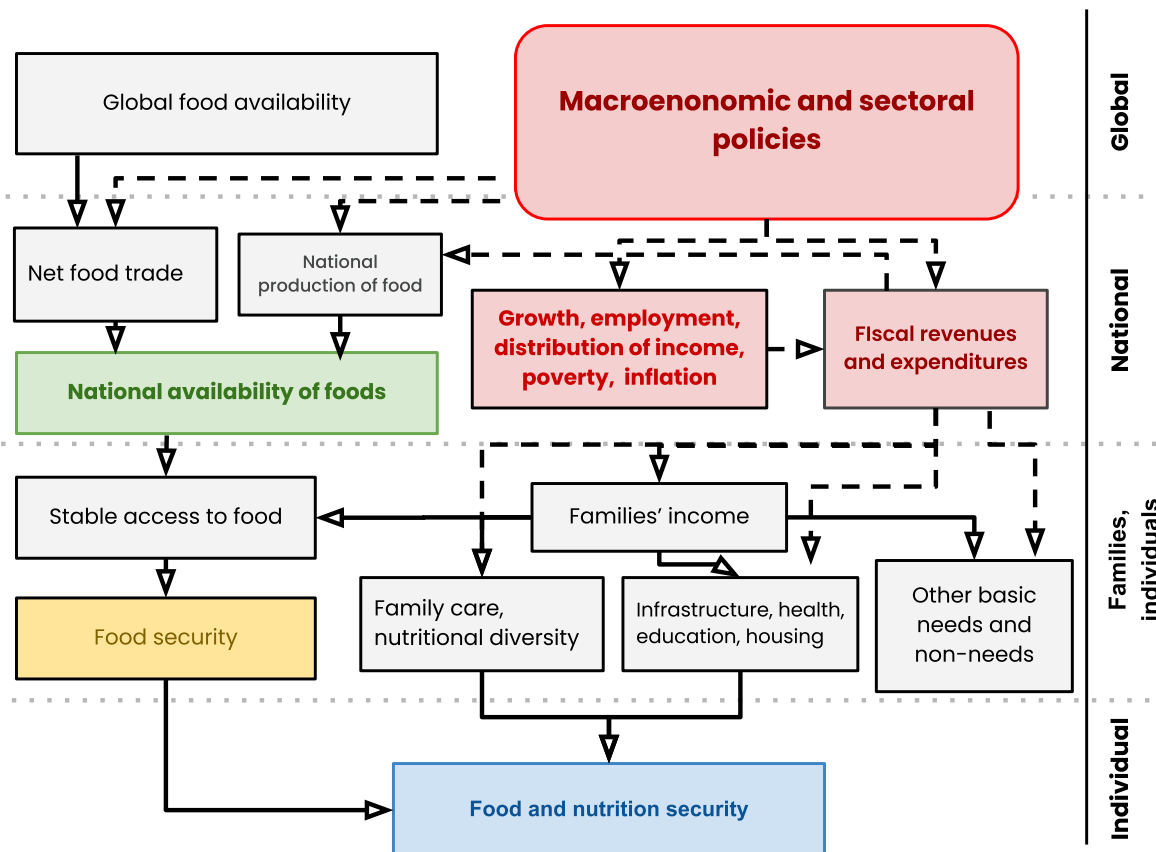 Global food availability
Macroenonomic and sectoral
policies
Global
Net food trade
National
production of food
Growth, employment,
distribution of income,
poverty, inflation
FIscal revenues
and expenditures
National
National availability of foods
Stable access to food
Families’ income
Families,
individuals
Food security
Family care,
nutritional diversity
Infrastructure, health,
education, housing
Other basic
needs and
non-needs
Food and nutrition security
Individual